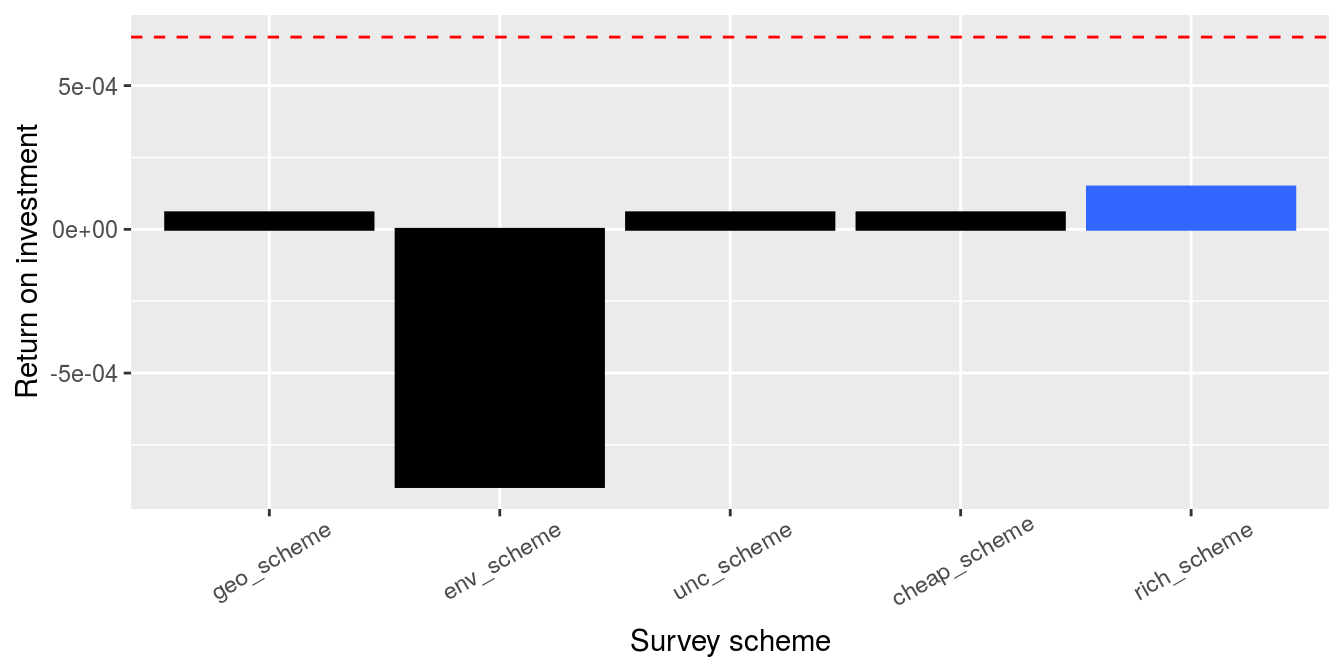 Return on investment
5e-04
0e+00
-5e-04
geo_scheme
env_scheme
unc_scheme
cheap_scheme
rich_scheme
Survey scheme